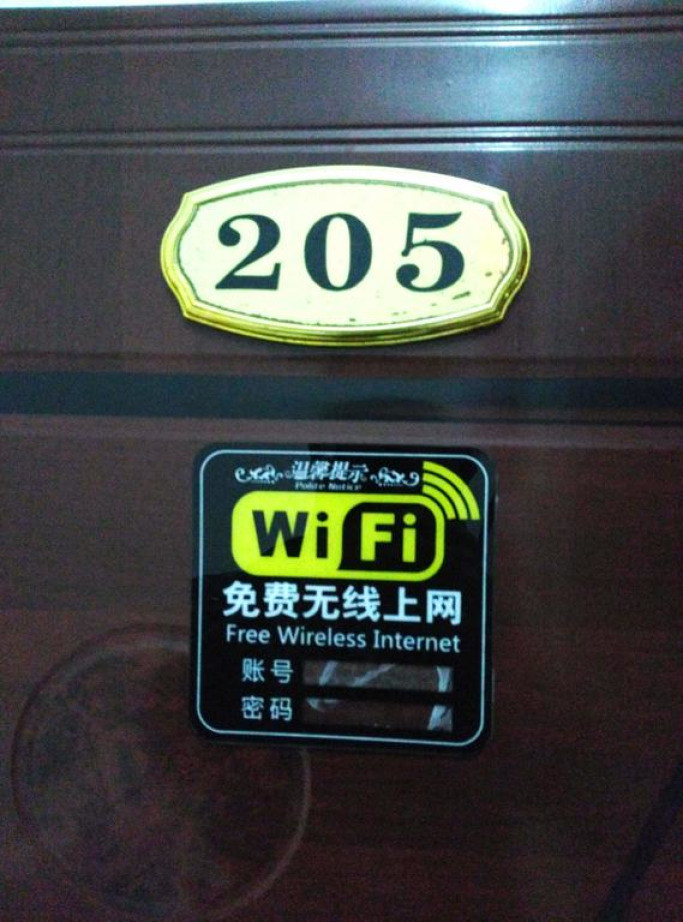 205
温馨提示
Polite Notice
WiFi
免费无线上网
Free Wireless Internet
账号
密码